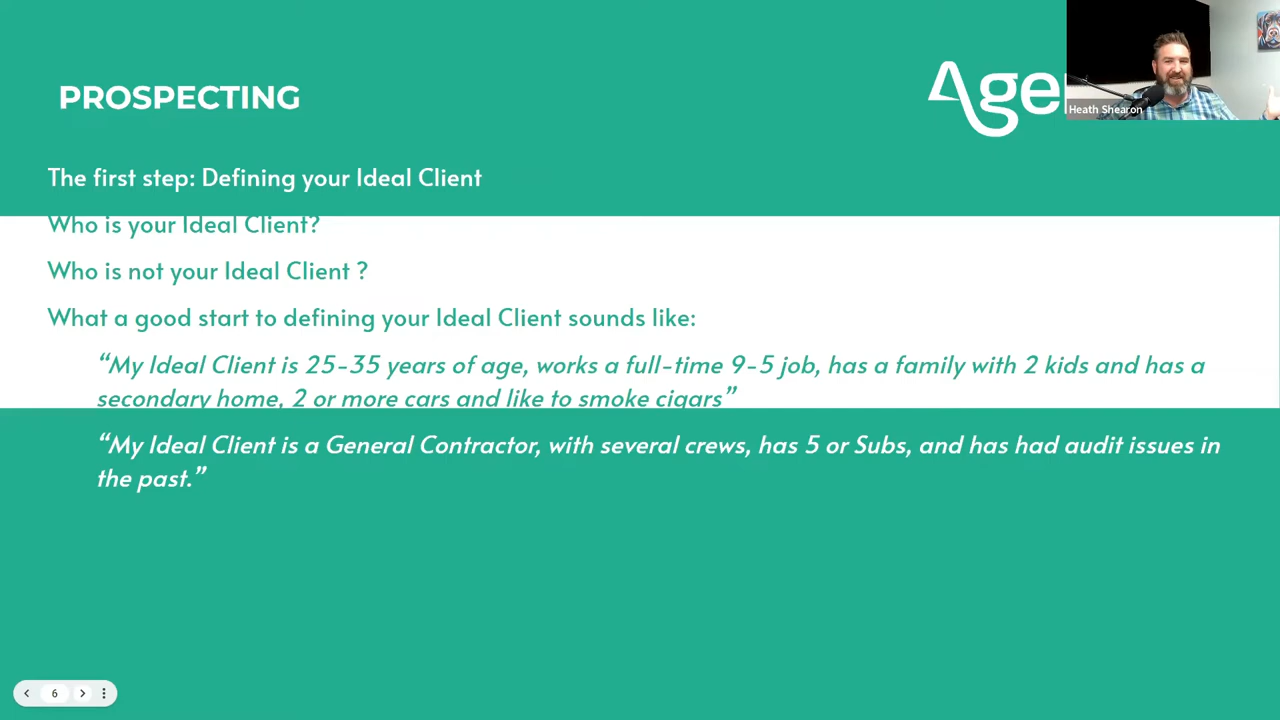 PROSPECTING
Age
Heath Shearon
The first step: Defining your Ideal Client
Who is your Ideal Client?
Who is not your Ideal Client ?
What a good start to defining your Ideal Client sounds like:
“My Ideal Client is 25-35 years of age, works a full-time 9-5 job, has a family with 2 kids and has a
secondary home, 2 or more cars and like to smoke cigars”
“My Ideal Client is a General Contractor, with several crews, has 5 or Subs, and has had audit issues in
the past.”
6